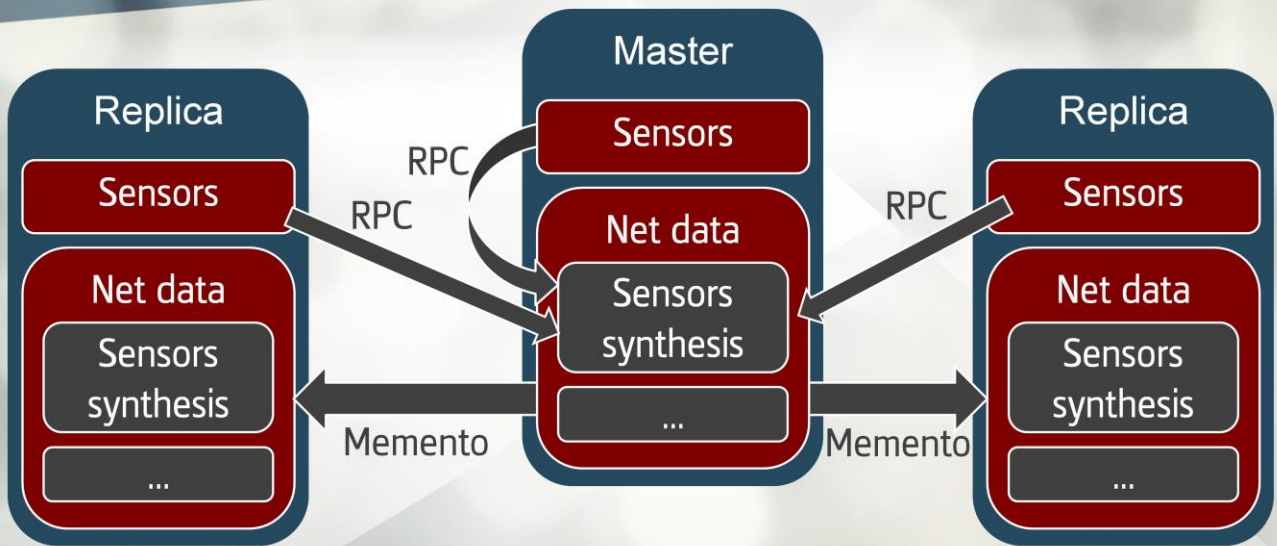 Replica
Sensors
Net data
Sensors
synthesis
...
RPC
RPC
Memento
Master
Sensors
Net data
Sensors
synthesis
...
RPC
Memento
Replica
Sensors
Net data
Sensors
synthesis
...